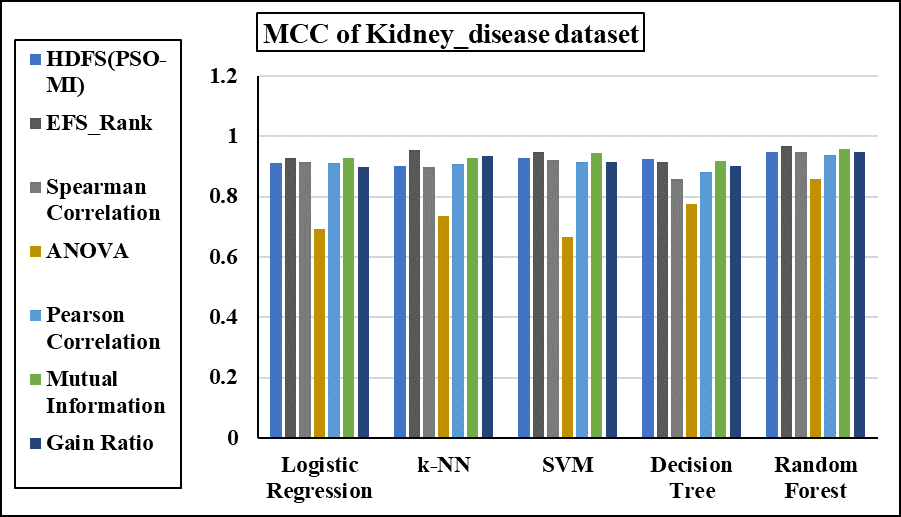 MCC of Kidney_disease dataset
HDFS(PSO-
MI)
EFS_Rank
Spearman
Correlation
ANOVA
Pearson
Correlation
Mutual
Information
Gain Ratio
1.2
1
0.8
0.6
0.4
0.2
0
Logistic
Regression
k-NN
SVM
Decision
Tree
Random
Forest